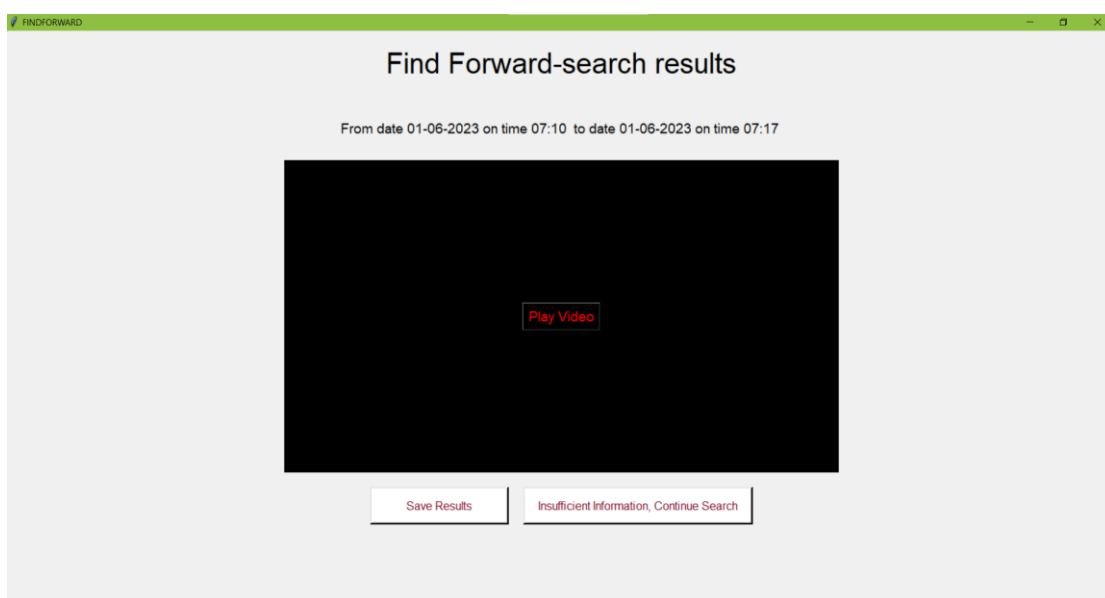 FINDFORWARD
Find Forward-search results
From date 01-06-2023 on time 07:10  to date 01-06-2023 on time 07:17
Play Video
Save Results
Insufficient Information, Continue Search